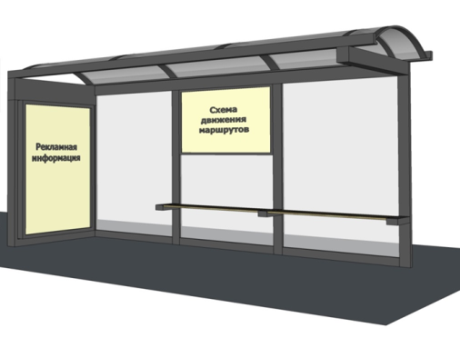 Рекламная
информация
Схема
движения
маршрутов